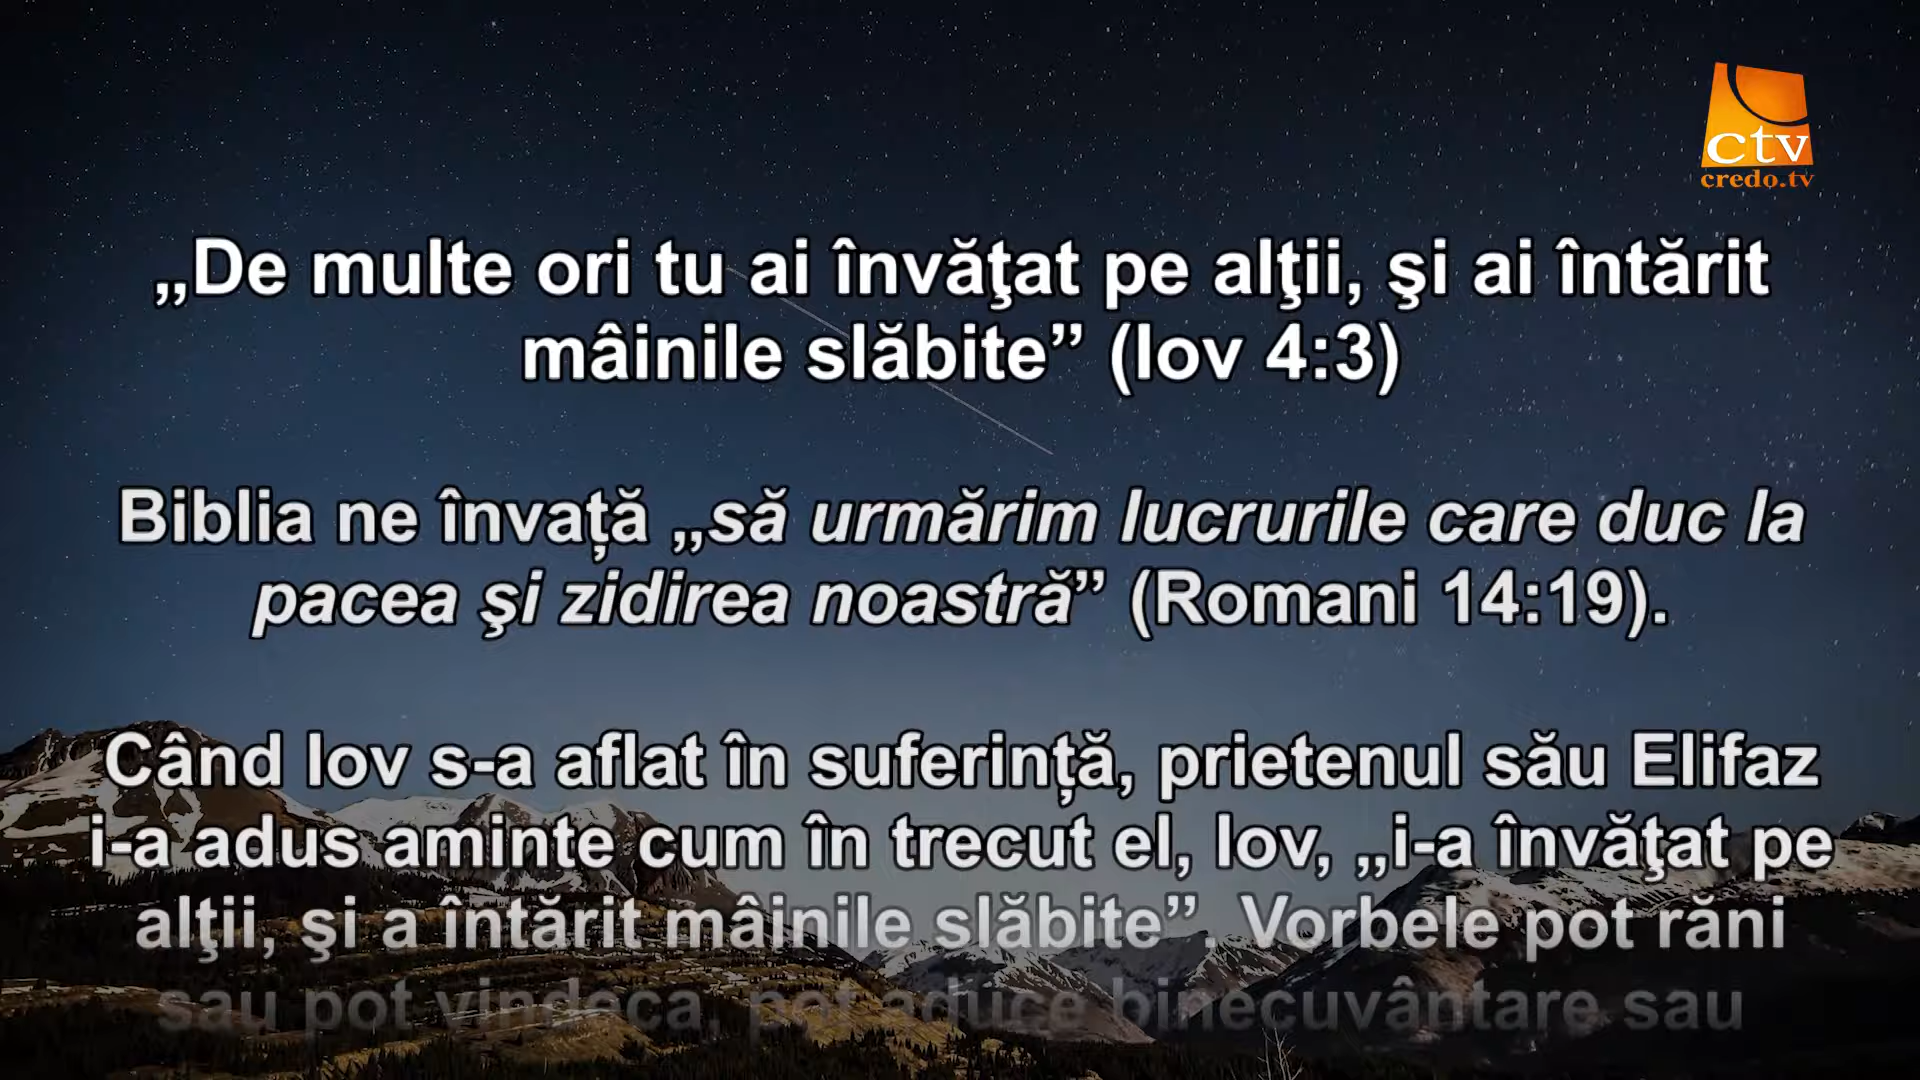 ctv
credo.tv
„De multe ori tu ai învăţat pe alţii, şi ai întărit
mâinile slăbite” (Iov 4:3)
Biblia ne învață „să urmărim lucrurile care duc la
pacea şi zidirea noastră” (Romani 14:19).
Când Iov s-a aflat în suferință, prietenul său Elifaz
i-a adus aminte cum în trecut el, Iov, „i-a învăţat pe
alţii, şi a întărit mâinile slăbite”. Vorbele pot răni
sau pot vindeca, pot aduce binecuvântare sau